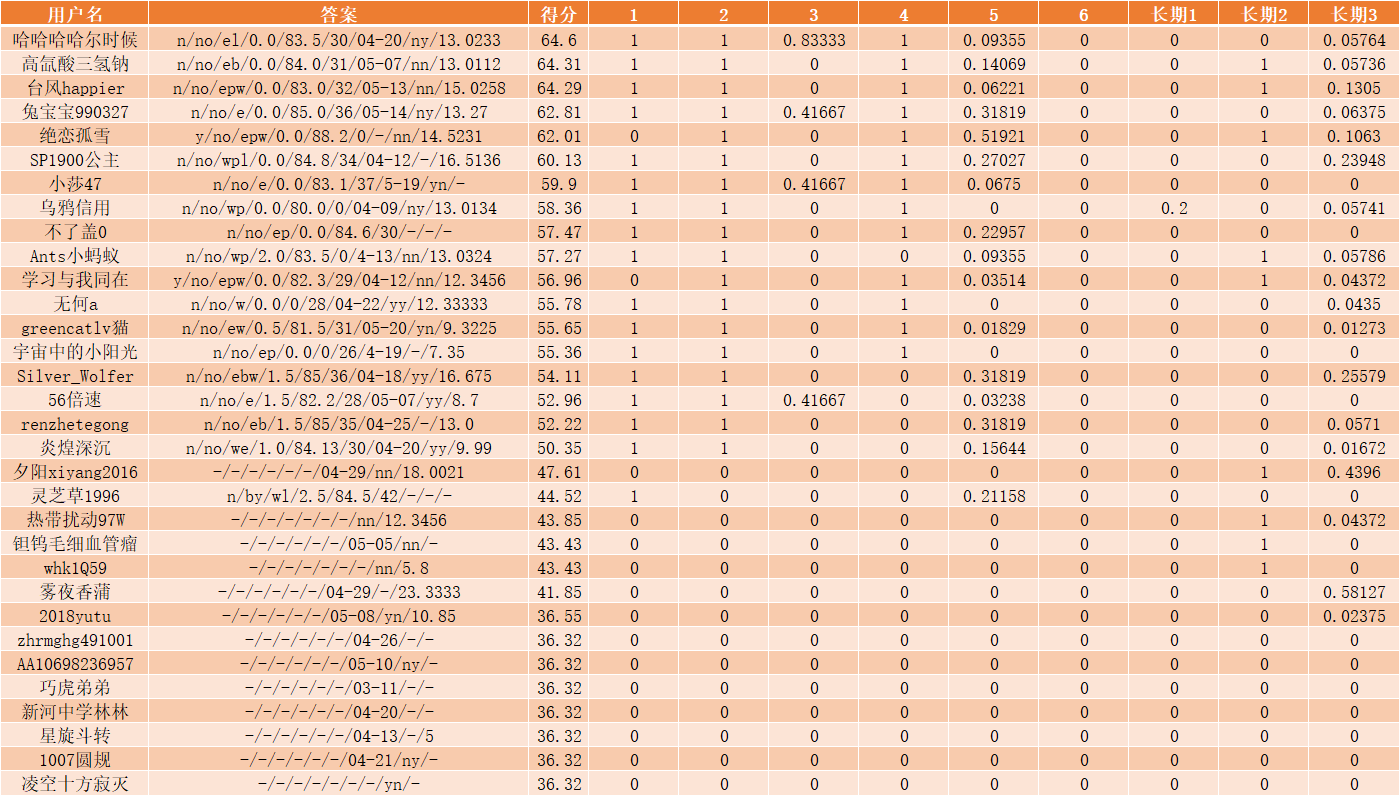 用户名 答案 得分 1 2 3 4 5 6 长期1 长期2 长期3
哈哈哈哈尔时候 n/no/el/0.0/83.5/30/04-20/ny/13.0233 64.6 1 1 0.83333 1 0.09355 0 0 0 0.05764
高氙酸三氢钠 n/no/eb/0.0/84.0/31/05-07/nn/13.0112 64.31 1 1 0 1 0.14069 0 0 1 0.05736
台风happier n/no/epw/0.0/83.0/32/05-13/nn/15.0258 64.29 1 1 0 1 0.06221 0 0 1 0.1305
兔宝宝990327 n/no/e/0.0/85.0/36/05-14/ny/13.27 62.81 1 1 0.41667 1 0.31819 0 0 0 0.06375
绝恋孤雪 y/no/epw/0.0/88.2/0/-/nn/14.5231 62.01 0 1 0 1 0.51921 0 0 1 0.1063
SP1900公主 n/no/wpl/0.0/84.8/34/04-12/-/16.5136 60.13 1 1 0 1 0.27027 0 0 0 0.23948
小莎47 n/no/e/0.0/83.1/37/5-19/yn/- 59.9 1 1 0.41667 1 0.0675 0 0 0 0
乌鸦信用 n/no/wp/0.0/80.0/0/04-09/ny/13.0134 58.36 1 1 0 1 0 0 0.2 0 0.05741
不了盖0 n/no/ep/0.0/84.6/30/-/-/- 57.47 1 1 0 1 0.22957 0 0 0 0
Ants小蚂蚁 n/no/wp/2.0/83.5/0/4-13/nn/13.0324 57.27 1 1 0 0 0.09355 0 0 1 0.05786
学习与我同在 y/no/epw/0.0/82.3/29/04-12/nn/12.3456 56.96 0 1 0 1 0.03514 0 0 1 0.04372
无何a n/no/w/0.0/0/28/04-22/yy/12.33333 55.78 1 1 0 1 0 0 0 0 0.0435
greencatlv猫 n/no/ew/0.5/81.5/31/05-20/yn/9.3225 55.65 1 1 0 1 0.01829 0 0 0 0.01273
宇宙中的小阳光 n/no/ep/0.0/0/26/4-19/-/7.35 55.36 1 1 0 1 0 0 0 0 0
Silver_Wolfer n/no/ebw/1.5/85/36/04-18/yy/16.675 54.11 1 1 0 0 0.31819 0 0 0 0.25579
56倍速 n/no/e/1.5/82.2/28/05-07/yy/8.7 52.96 1 1 0.41667 0 0.03238 0 0 0 0
renzhetegong n/no/eb/1.5/85/35/04-25/-/13.0 52.22 1 1 0 0 0.31819 0 0 0 0.0571
炎煌深沉 n/no/we/1.0/84.13/30/04-20/yy/9.99 50.35 1 1 0 0 0.15644 0 0 0 0.01672
夕阳xiyang2016 -/-/-/-/-/-/04-29/nn/18.0021 47.61 0 0 0 0 0 0 0 1 0.4396
灵芝草1996 n/by/wl/2.5/84.5/42/-/-/- 44.52 1 0 0 0 0.21158 0 0 0 0
热带扰动97W -/-/-/-/-/-/-/nn/12.3456 43.85 0 0 0 0 0 0 0 1 0.04372
钽钨毛细血管瘤 -/-/-/-/-/-/05-05/nn/- 43.43 0 0 0 0 0 0 0 1 0
whk1Q59 -/-/-/-/-/-/-/nn/5.8 43.43 0 0 0 0 0 0 0 1 0
雾夜香蒲 -/-/-/-/-/-/04-29/-/23.3333 41.85 0 0 0 0 0 0 0 0 0.58127
2018yutu -/-/-/-/-/-/05-08/yn/10.85 36.55 0 0 0 0 0 0 0 0 0.02375
zhrmghg491001 -/-/-/-/-/-/04-26/-/- 36.32 0 0 0 0 0 0 0 0 0
AA10698236957 -/-/-/-/-/-/05-10/ny/- 36.32 0 0 0 0 0 0 0 0 0
巧虎弟弟 -/-/-/-/-/-/03-11/-/- 36.32 0 0 0 0 0 0 0 0 0
新河中学林林 -/-/-/-/-/-/04-20/-/- 36.32 0 0 0 0 0 0 0 0 0
星旋斗转 -/-/-/-/-/-/04-13/-/5 36.32 0 0 0 0 0 0 0 0 0
1007圆规 -/-/-/-/-/-/04-21/ny/- 36.32 0 0 0 0 0 0 0 0 0
凌空十方寂灭 -/-/-/-/-/-/-/yn/- 36.32 0 0 0 0 0 0 0 0 0